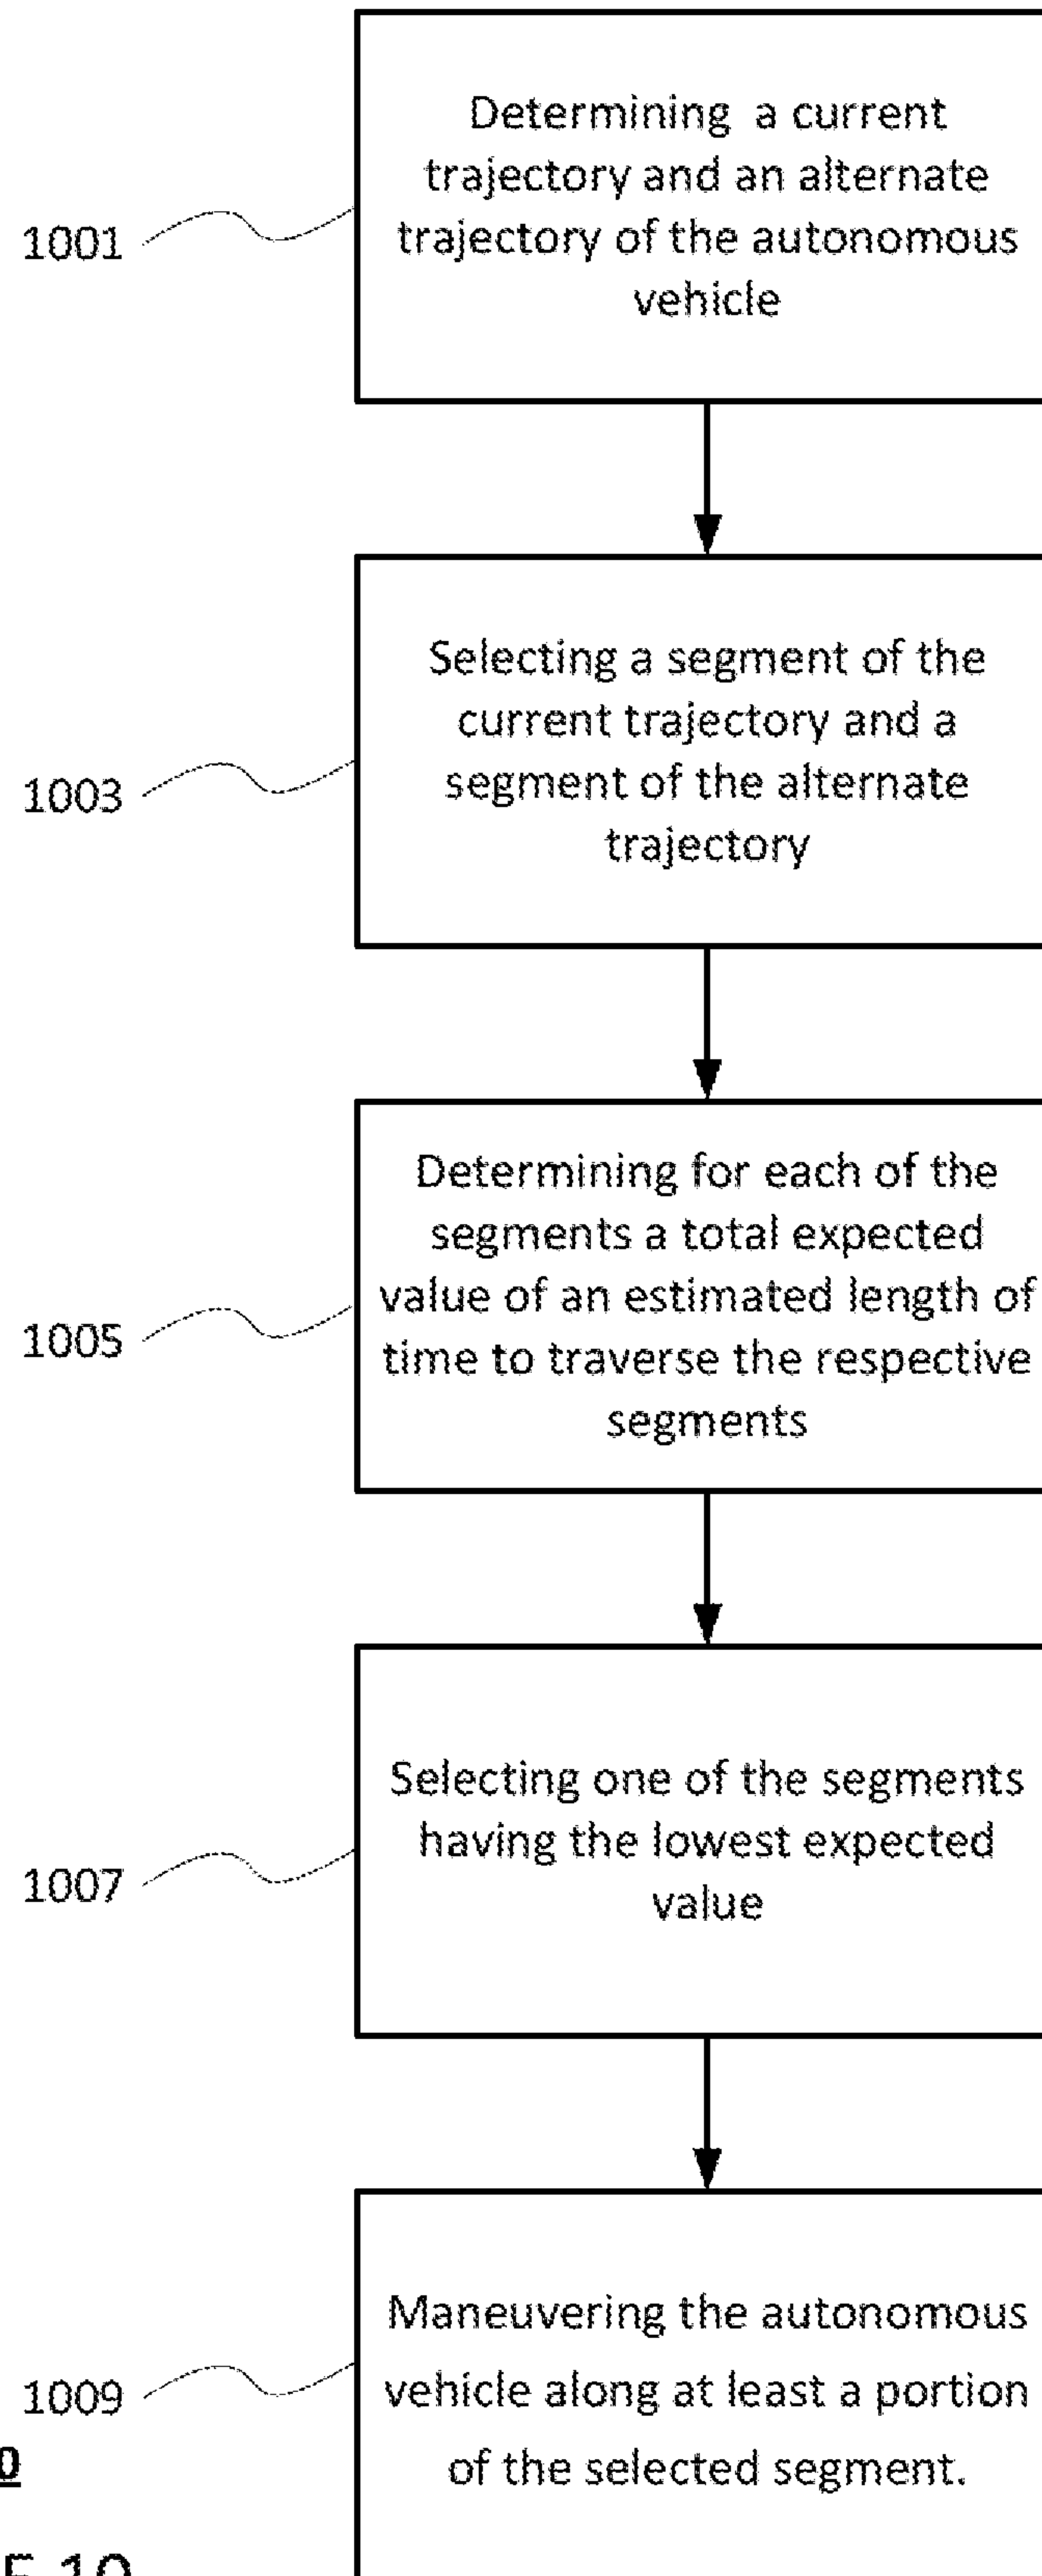 Determining a current
trajectory and an alternate
trajectory of the autonomous
vehicle
1001
Selecting a segment of the
current trajectory and a
segment of the alternate
trajectory
1003
Determining for each of the
segments a total expected
value of an estimated length of
time to traverse the respective
segments
1005
Selecting one of the segments
having the lowest expected
value
1007
Maneuvering the autonomous
vehicle along at least a portion
of the selected segment.
1009
0